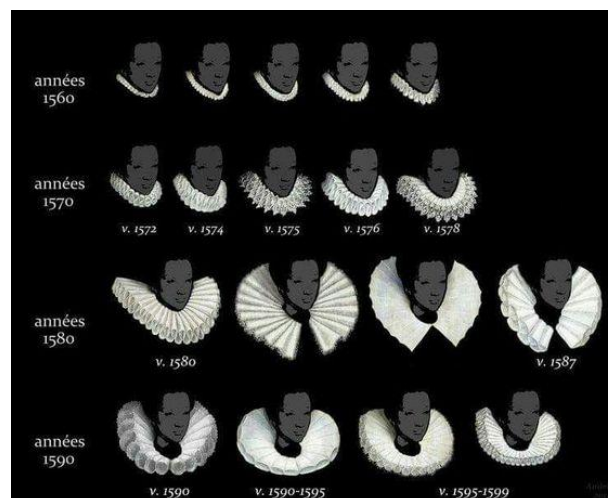 années
1560
années
1570
v. 1572 v. 1574 v. 1575 v. 1576 v. 1578
années
1580
v. 1580 v. 1587
années
1590
v. 1590 v. 1590-1595 v. 1595-1599